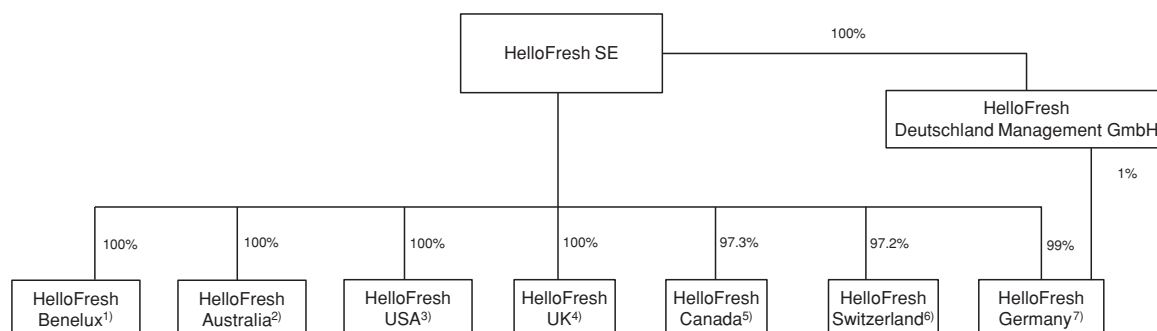 HelloFresh SE
100%
HelloFresh
Deutschland Management GmbH
1%
100%
100%
100%
100%
97.3%
97.2%
99%
HelloFresh
Benelux1)
HelloFresh
Australia2)
HelloFresh
USA3)
HelloFresh
UK4)
HelloFresh
Canada5)
HelloFresh
Switzerland6)
HelloFresh
Germany7)